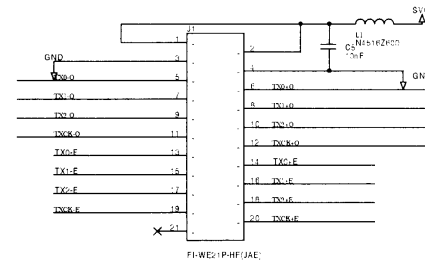 J1
5V
L1
N4516Z600
C5
10nF
GND
GND
1
2
3
4
5
TX0-O
6
TX0+O
7
TX1-O
8
TX1+O
9
TX2-O
10
TX2+O
11
TXCK-O
12
TXCK+O
13
TX0-E
14
TX0+E
15
TX1-E
16
TX1+E
17
TX2-E
18
TX2+E
19
TXCK-E
20
TXCK+E
21
FI-WE21P-HF(JAE)